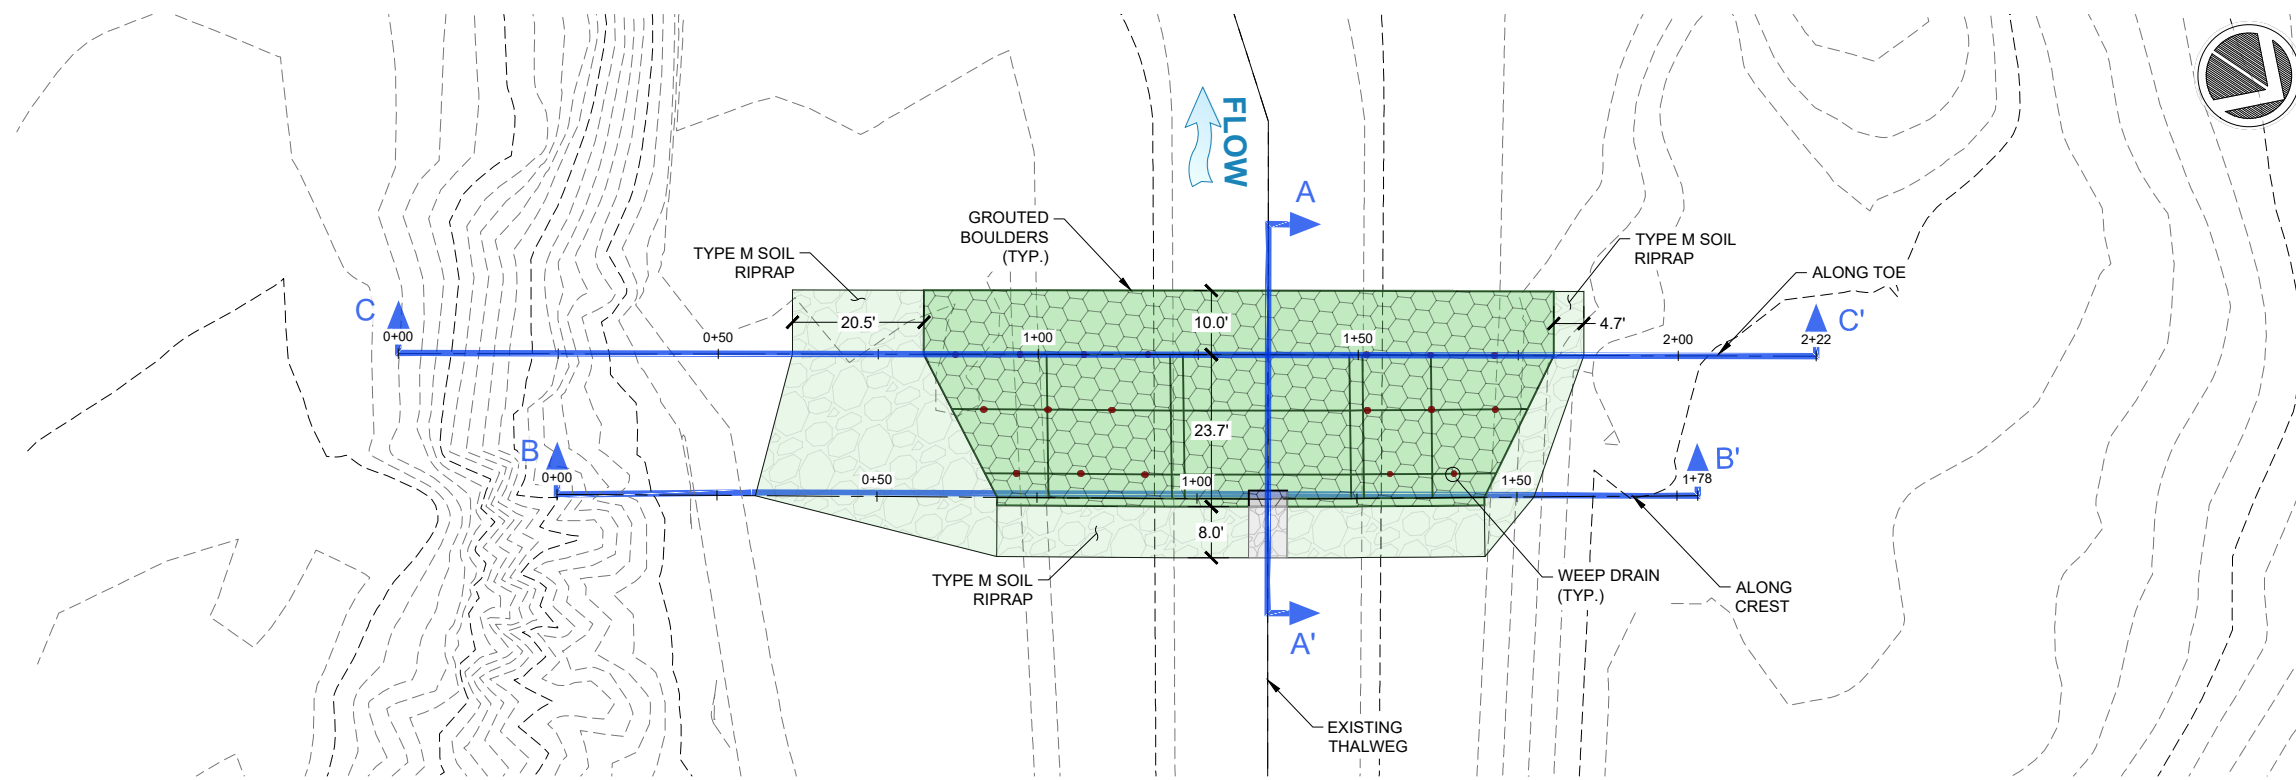 FLOW
A
GROUTED
BOULDERS
(TYP.)
TYPE M SOIL
RIPRAP
TYPE M SOIL
RIPRAP
ALONG TOE
C
C'
20.5'
10.0'
4.7'
0+00
0+50
1+00
1+50
2+00
2+22
23.7'
B
B'
0+00
0+50
1+00
1+50
1+78
8.0'
TYPE M SOIL
RIPRAP
WEEP DRAIN
(TYP.)
ALONG
CREST
A'
EXISTING
THALWEG